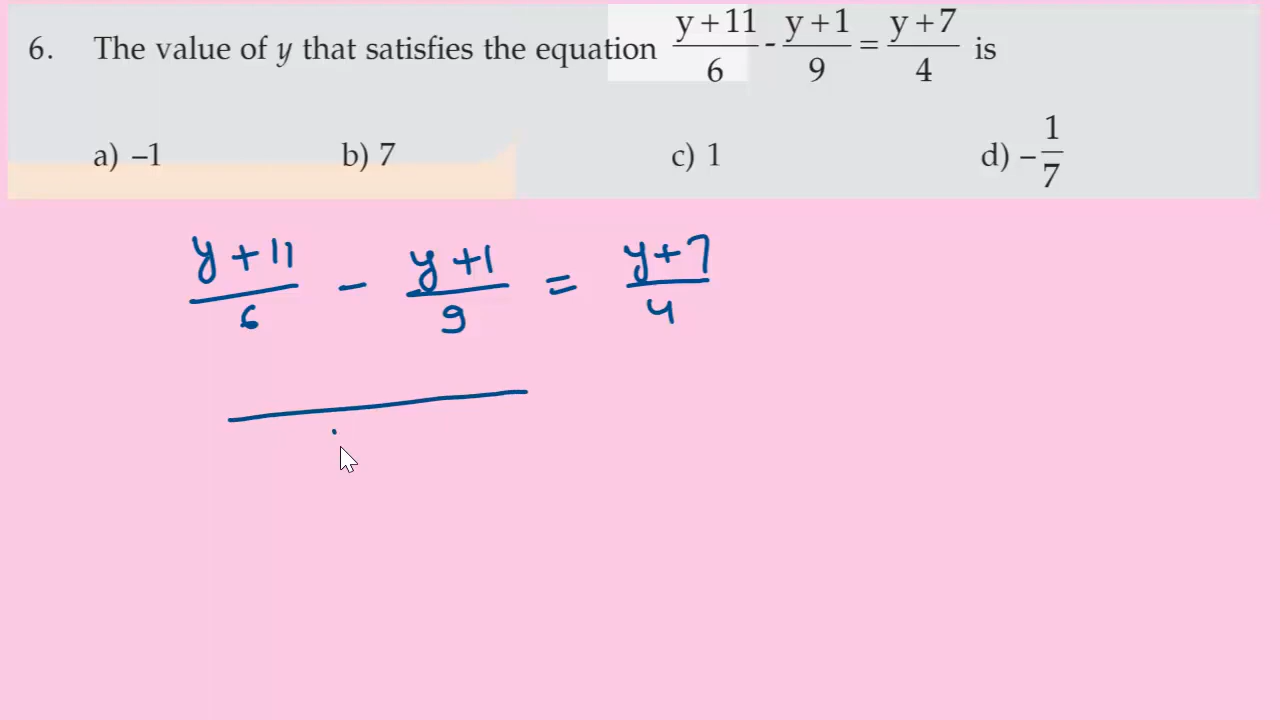 6. The value of y that satisfies the equation (y+11)/6 - (y+1)/9 = (y+7)/4 is
a) –1 b) 7 c) 1 d) –1/7
(y+11)/6 - (y+1)/9 = (y+7)/4